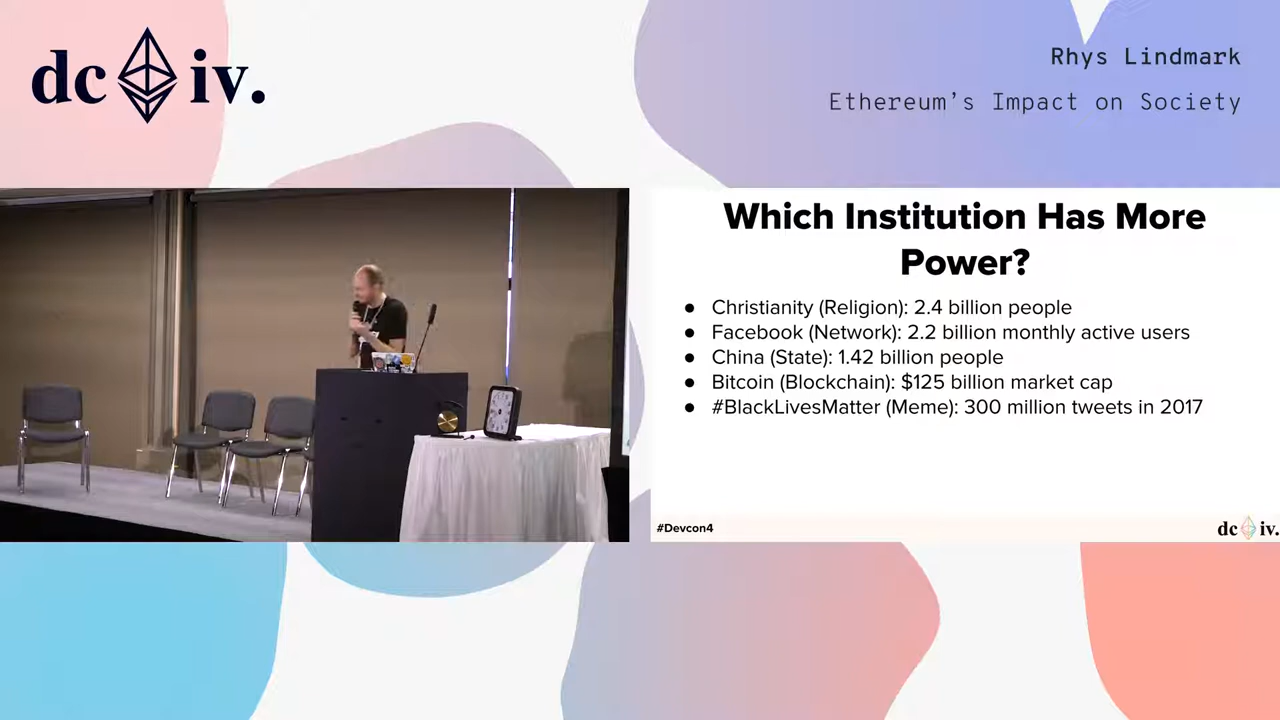 dc iv.
Rhys Lindmark
Ethereum's Impact on Society
Which Institution Has More
Power?
● Christianity (Religion): 2.4 billion people
● Facebook (Network): 2.2 billion monthly active users
● China (State): 1.42 billion people
● Bitcoin (Blockchain): $125 billion market cap
● #BlackLivesMatter (Meme): 300 million tweets in 2017
#Devcon4
dc iv.